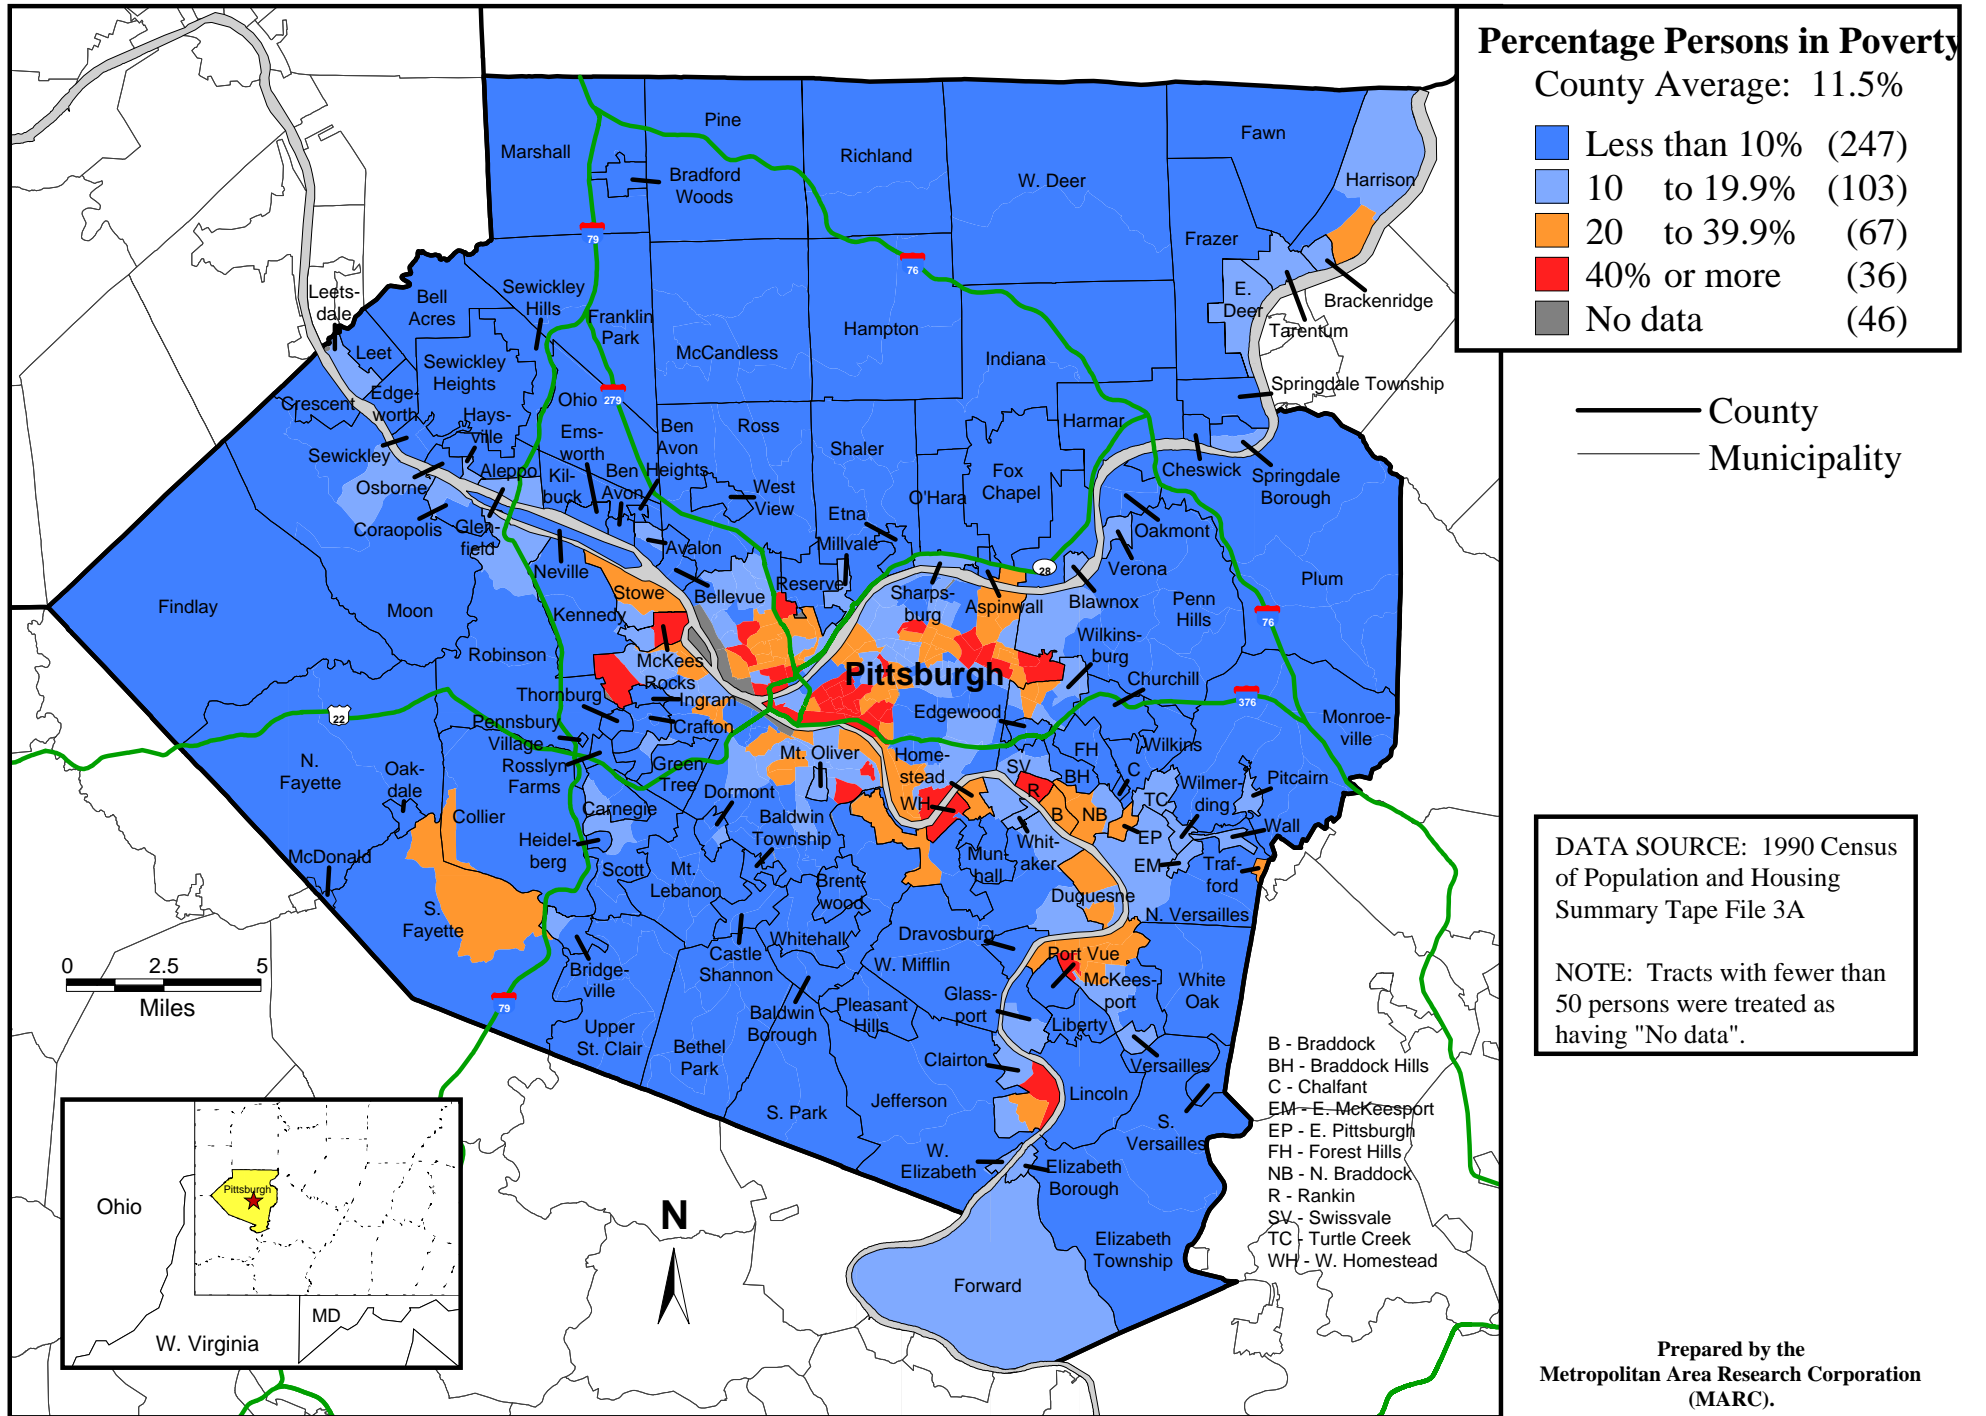 Percentage Persons in Poverty
County Average: 11.5%
Less than 10% (247)
10 to 19.9% (103)
20 to 39.9% (67)
40% or more (36)
No data (46)
County
Municipality
DATA SOURCE: 1990 Census
of Population and Housing
Summary Tape File 3A
NOTE: Tracts with fewer than
50 persons were treated as
having "No data".
Prepared by the
Metropolitan Area Research Corporation
(MARC).
Marshall
Pine
Bradford
Woods
Richland
W. Deer
Fawn
Harrison
Frazer
E.
Deer
Brackenridge
Tarentum
Springdale Township
Leets-
dale
Bell
Acres
Sewickley
Hills
Franklin
Park
McCandless
Hampton
Indiana
Leet
Sewickley
Heights
Crescent
Edge-
worth
Hays-
ville
Ohio
Ems-
worth
Ben
Avon
Heights
Ross
Shaler
Harmar
Sewickley
Osborne
Aleppo
Kil-
buck
Ben
Avon
West
View
O'Hara
Fox
Chapel
Cheswick
Springdale
Borough
Coraopolis
Glen-
field
Etna
Millvale
Oakmont
Avalon
Neville
Reserve
Verona
Stowe
Bellevue
Sharps-
burg
Aspinwall
Blawnox
Penn
Hills
Plum
Findlay
Moon
Kennedy
Wilkins-
burg
Robinson
McKees
Rocks
Pittsburgh
Churchill
Thornburg
Ingram
Crafton
Edgewood
Pennsbury
Village
Monroe-
ville
Rosslyn
Farms
Green
Tree
Mt. Oliver
Home-
stead
FH
Wilkins
N.
Fayette
Oak-
dale
Collier
Carnegie
Dormont
SV
BH
C
R
Wilmer-
ding
Pitcairn
WH
B
NB
TC
EP
Wall
Heidel-
berg
Baldwin
Township
Whit-
aker
EM
Traf-
ford
McDonald
Scott
Mt.
Lebanon
Brent-
wood
Mun-
hall
Duquesne
S.
Fayette
N. Versailles
Bridge-
ville
Castle
Shannon
Whitehall
Dravosburg
W. Mifflin
Port Vue
McKees-
port
White
Oak
Upper
St. Clair
Bethel
Park
Baldwin
Borough
Pleasant
Hills
Glass-
port
Liberty
Clairton
Versailles
Lincoln
S. Park
Jefferson
S.
Versailles
W.
Elizabeth
Elizabeth
Borough
Elizabeth
Township
Forward
79
76
279
28
76
22
376
79
0 2.5 5
Miles
N
B - Braddock
BH - Braddock Hills
C - Chalfant
EM - E. McKeesport
EP - E. Pittsburgh
FH - Forest Hills
NB - N. Braddock
R - Rankin
SV - Swissvale
TC - Turtle Creek
WH - W. Homestead
Ohio
Pittsburgh
MD
W. Virginia